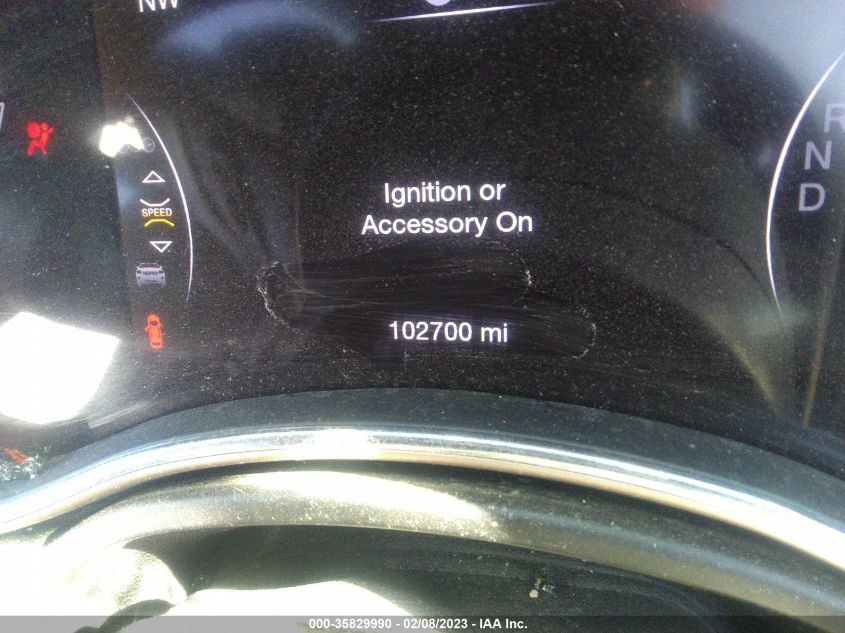 NW
R
N
D
SPEED
Ignition or
Accessory On
102700 mi
000-35829990 - 02/08/2023 - IAA Inc.